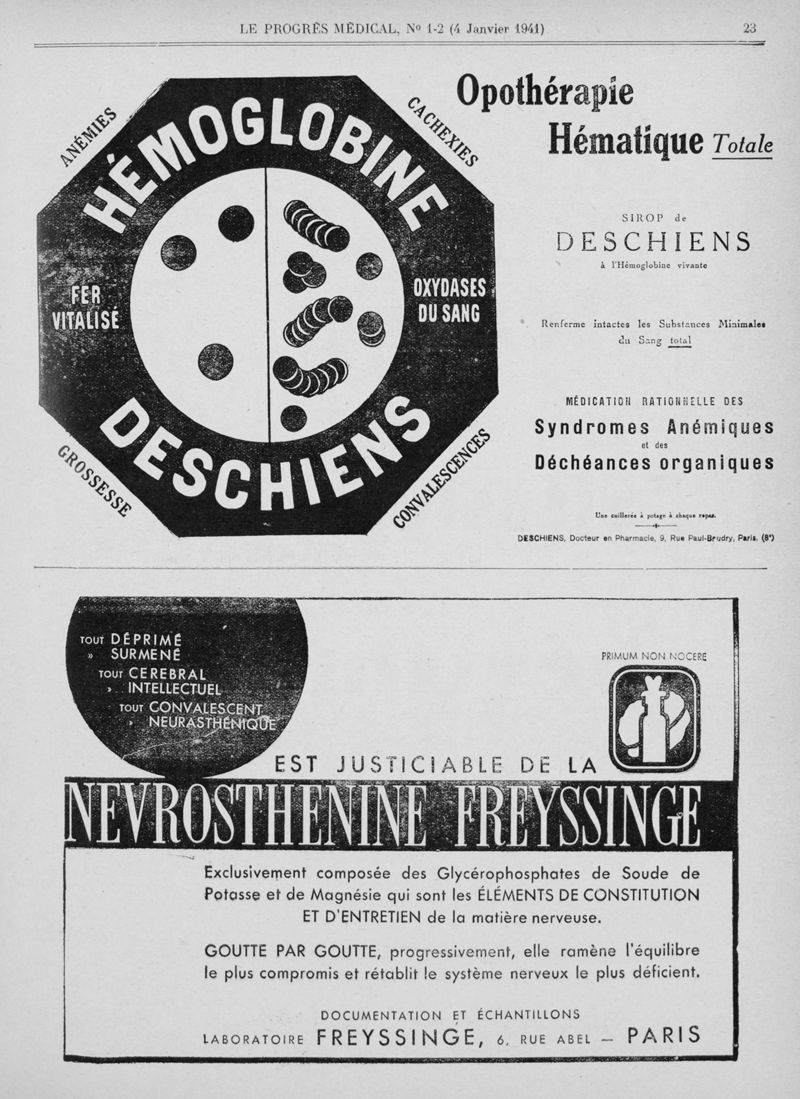 LE PROGRÈS MÉDICAL, No 1-2 (4 Janvier 1941)
23
ANÉMIES
CACHEXIES
HÉMOGLOBINE
FER
VITALISÉ
OXYDASES
DU SANG
DESCHIENS
GROSSESSE
CONVALESCENCES
Opothérapie
Hématique Totale
SIROP de
DESCHIENS
à l'Hémoglobine vivante
Renferme intactes les Substances Minimales
du Sang total
MÉDICATION RATIONNELLE DES
Syndromes Anémiques
et des
Déchéances organiques
Une cuillerée à potage à chaque repas.
DESCHIENS, Docteur en Pharmacie, 9, Rue Paul-Brudry, Paris. (8e)
TOUT DÉPRIMÉ
» SURMENÉ
TOUT CEREBRAL
» INTELLECTUEL
TOUT CONVALESCENT
» NEURASTHÉNIQUE
PRIMUM NON NOCERE
EST JUSTICIABLE DE LA
NEVROSTHENINE FREYSSINGE
Exclusivement composée des Glycérophosphates de Soude de
Potasse et de Magnésie qui sont les ÉLÉMENTS DE CONSTITUTION
ET D'ENTRETIEN de la matière nerveuse.
GOUTTE PAR GOUTTE, progressivement, elle ramène l'équilibre
le plus compromis et rétablit le système nerveux le plus déficient.
DOCUMENTATION ET ÉCHANTILLONS
LABORATOIRE FREYSSINGE, 6, RUE ABEL — PARIS